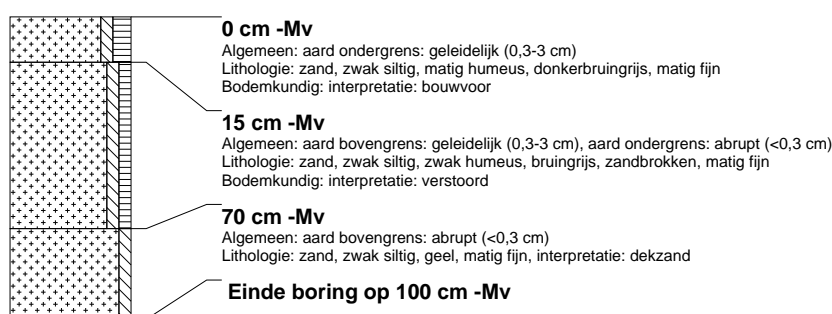 0 cm -Mv
Algemeen: aard ondergrens: geleidelijk (0,3-3 cm)
Lithologie: zand, zwak siltig, matig humeus, donkerbruingrijs, matig fijn
Bodemkundig: interpretatie: bouwvoor
15 cm -Mv
Algemeen: aard bovengrens: geleidelijk (0,3-3 cm), aard ondergrens: abrupt (<0,3 cm)
Lithologie: zand, zwak siltig, zwak humeus, bruingrijs, zandbrokken, matig fijn
Bodemkundig: interpretatie: verstoord
70 cm -Mv
Algemeen: aard bovengrens: abrupt (<0,3 cm)
Lithologie: zand, zwak siltig, geel, matig fijn, interpretatie: dekzand
Einde boring op 100 cm -Mv